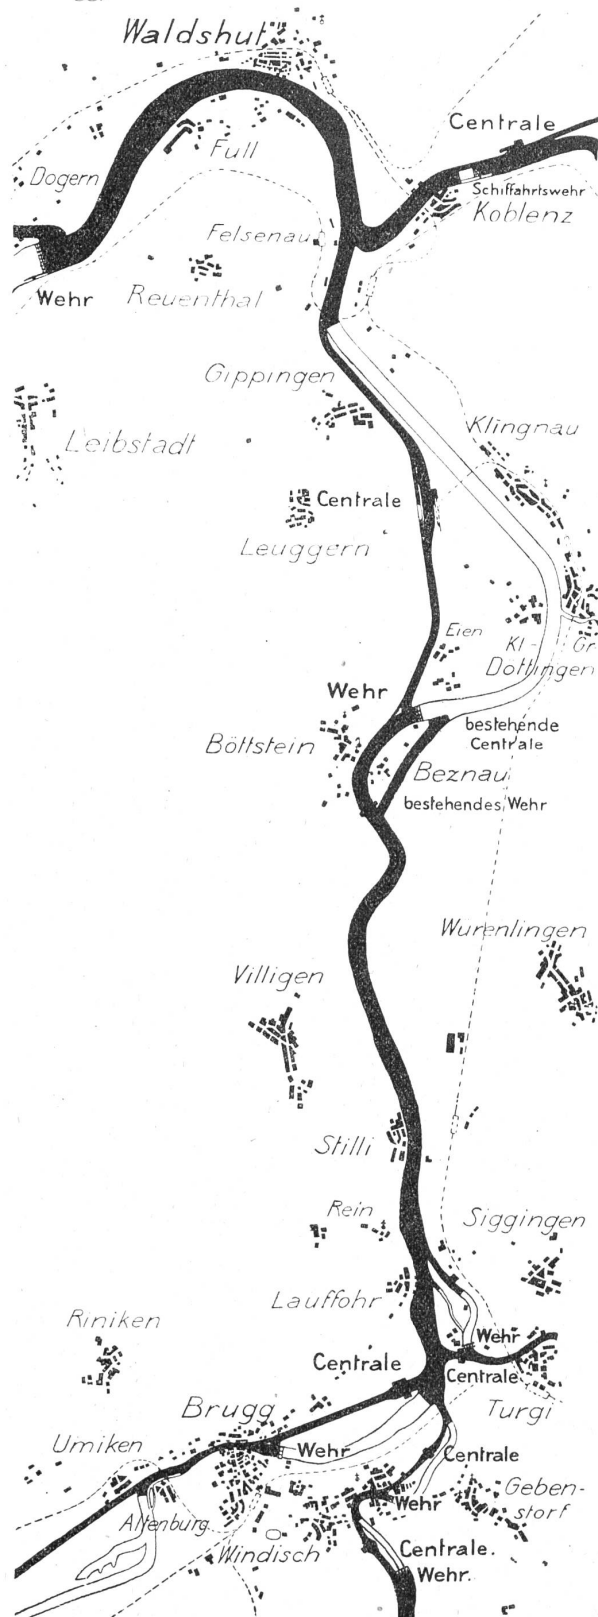 Waldshut
Centrale
Full
Dogern
Schiffahrtswehr
Koblenz
Felsenau
Wehr
Reuenthal
Gippingen
Klingnau
Leibstadt
Centrale
Leuggern
Eien
Kl-
Gr-
Döttingen
Wehr
bestehende
Centrale
Böttstein
Beznau
bestehendes Wehr
Würenlingen
Villigen
Stilli
Rein
Siggingen
Lauffohr
Riniken
Wehr
Centrale
Centrale
Brugg
Turgi
Umiken
Wehr
Centrale
Geben-
storf
Wehr
Altenburg
Windisch
Centrale.
Wehr.